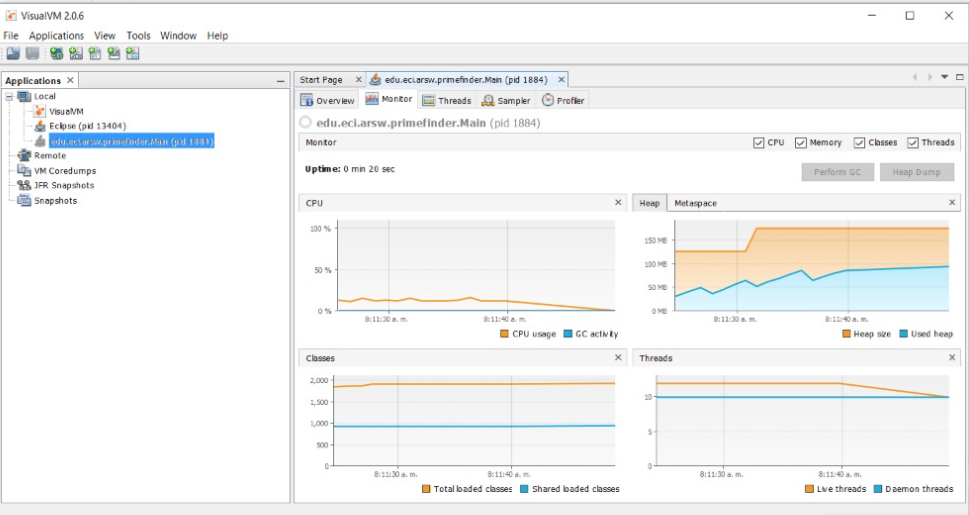 VisualVM 2.0.6
File Applications View Tools Window Help
Applications
Local
VisualVM
Eclipse (pid 13404)
edu.eci.arsw.primefinder.Main (pid 1884)
Remote
VM Coredumps
JFR Snapshots
Snapshots
Start Page edu.eci.arsw.primefinder.Main (pid 1884)
Overview Monitor Threads Sampler Profiler
edu.eci.arsw.primefinder.Main (pid 1884)
Monitor CPU Memory Classes Threads
Uptime: 0 min 20 sec Perform GC Heap Dump
CPU
100 %
50 %
0 %
8:11:30 a. m. 8:11:40 a. m.
CPU usage GC activity
Heap Metaspace
150 MB
100 MB
50 MB
0 MB
8:11:30 a. m. 8:11:40 a. m.
Heap size Used heap
Classes
2,000
1,500
1,000
500
0
8:11:30 a. m. 8:11:40 a. m.
Total loaded classes Shared loaded classes
Threads
10
5
0
8:11:30 a. m. 8:11:40 a. m.
Live threads Daemon threads